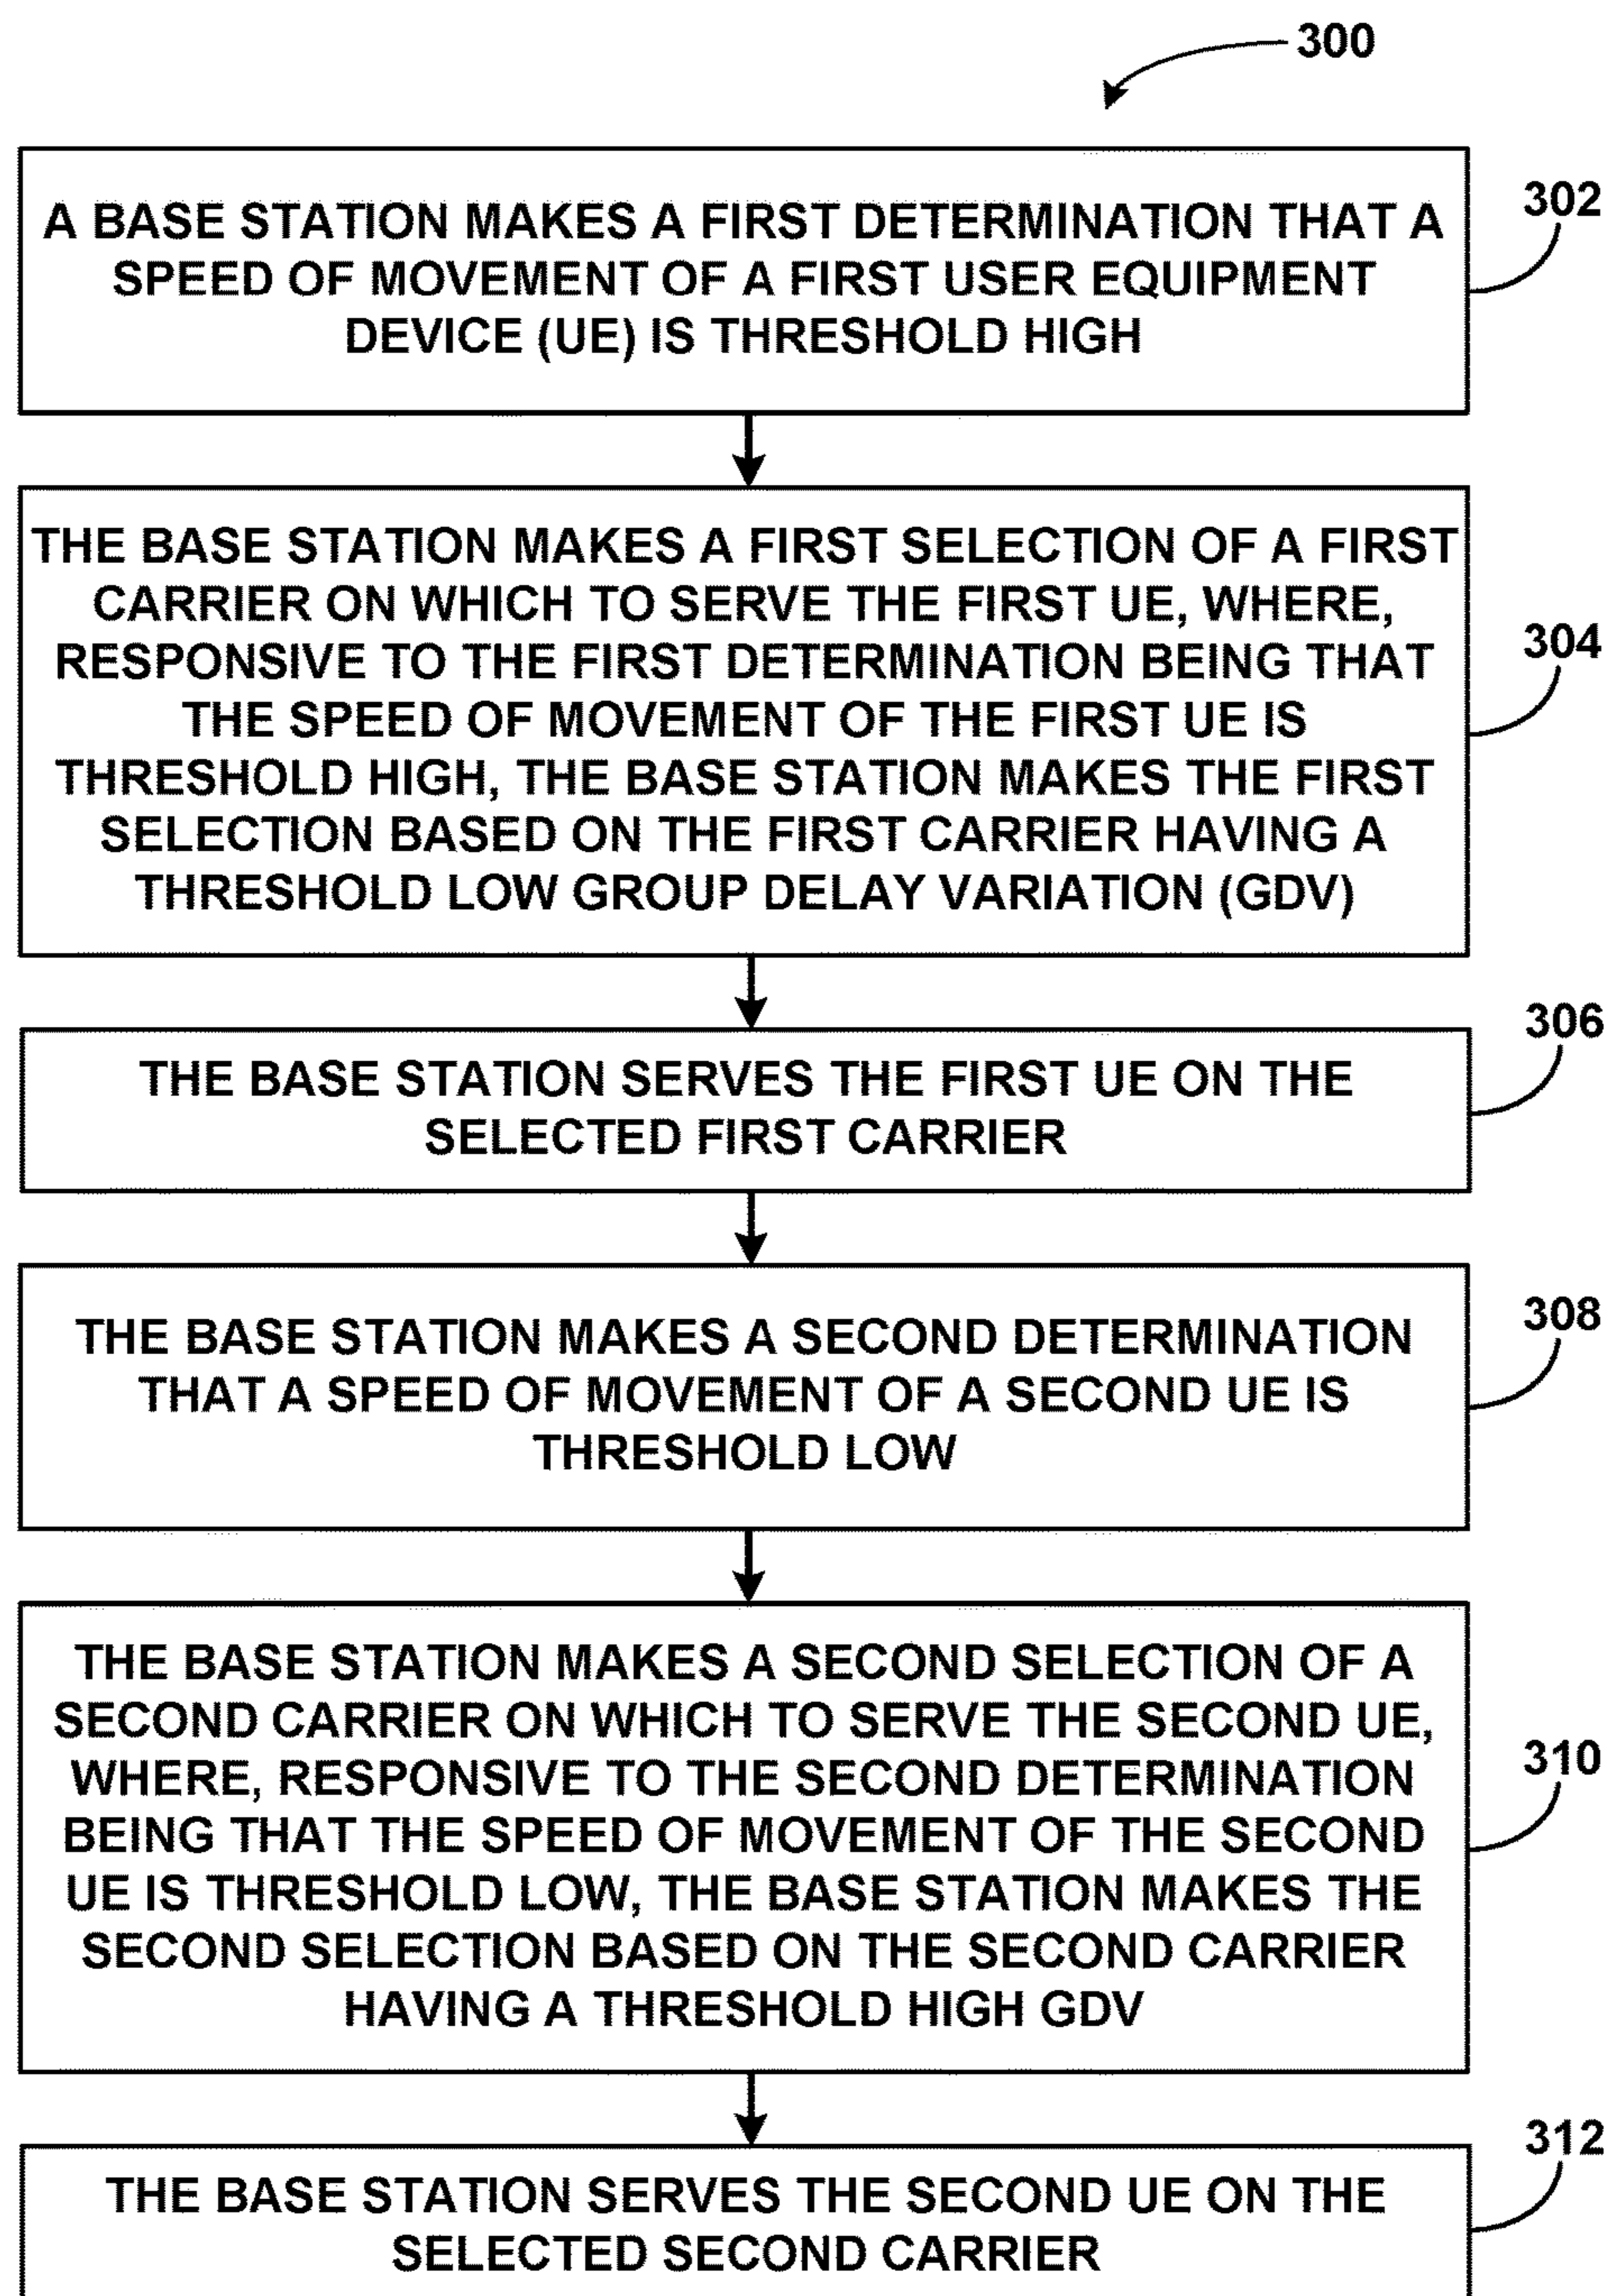 300
A BASE STATION MAKES A FIRST DETERMINATION THAT A
SPEED OF MOVEMENT OF A FIRST USER EQUIPMENT
DEVICE (UE) IS THRESHOLD HIGH
302
THE BASE STATION MAKES A FIRST SELECTION OF A FIRST
CARRIER ON WHICH TO SERVE THE FIRST UE, WHERE,
RESPONSIVE TO THE FIRST DETERMINATION BEING THAT
THE SPEED OF MOVEMENT OF THE FIRST UE IS
THRESHOLD HIGH, THE BASE STATION MAKES THE FIRST
SELECTION BASED ON THE FIRST CARRIER HAVING A
THRESHOLD LOW GROUP DELAY VARIATION (GDV)
304
THE BASE STATION SERVES THE FIRST UE ON THE
SELECTED FIRST CARRIER
306
THE BASE STATION MAKES A SECOND DETERMINATION
THAT A SPEED OF MOVEMENT OF A SECOND UE IS
THRESHOLD LOW
308
THE BASE STATION MAKES A SECOND SELECTION OF A
SECOND CARRIER ON WHICH TO SERVE THE SECOND UE,
WHERE, RESPONSIVE TO THE SECOND DETERMINATION
BEING THAT THE SPEED OF MOVEMENT OF THE SECOND
UE IS THRESHOLD LOW, THE BASE STATION MAKES THE
SECOND SELECTION BASED ON THE SECOND CARRIER
HAVING A THRESHOLD HIGH GDV
310
THE BASE STATION SERVES THE SECOND UE ON THE
SELECTED SECOND CARRIER
312